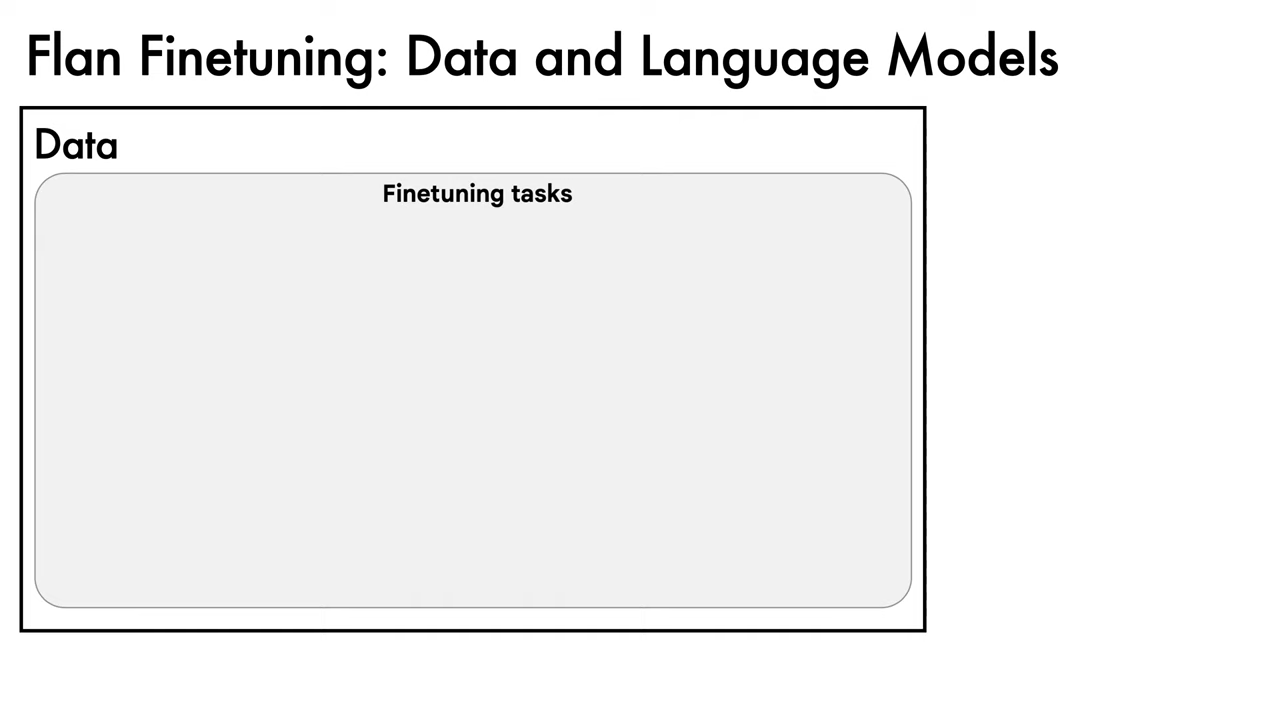 Flan Finetuning: Data and Language Models
Data
Finetuning tasks